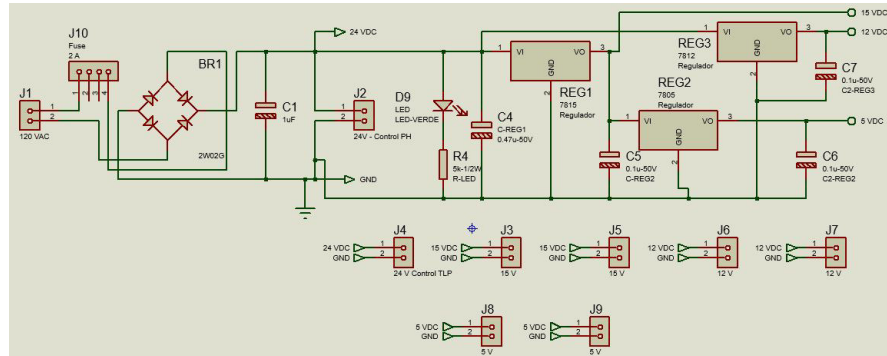 J10
Fuse
2 A
1
2
3
4
BR1
2W02G
J1
1
2
120 VAC
24 VDC
C1
1uF
J2
1
2
24V - Control PH
GND
D9
LED
LED-VERDE
R4
5k-1/2W
R-LED
C4
C-REG1
0.47u-50V
1
VI
VO
3
GND
2
REG1
7815
Regulador
C5
0.1u-50V
C-REG2
REG2
7805
Regulador
1
VI
VO
3
GND
2
REG3
7812
Regulador
1
VI
VO
3
GND
2
15 VDC
12 VDC
C7
0.1u-50V
C2-REG3
5 VDC
C6
0.1u-50V
C2-REG2
J4
24 VDC
1
GND
2
24 V Control TLP
J3
15 VDC
1
GND
2
15 V
J5
15 VDC
1
GND
2
15 V
J6
12 VDC
1
GND
2
12 V
J7
12 VDC
1
GND
2
12 V
J8
5 VDC
1
GND
2
5 V
J9
5 VDC
1
GND
2
5 V